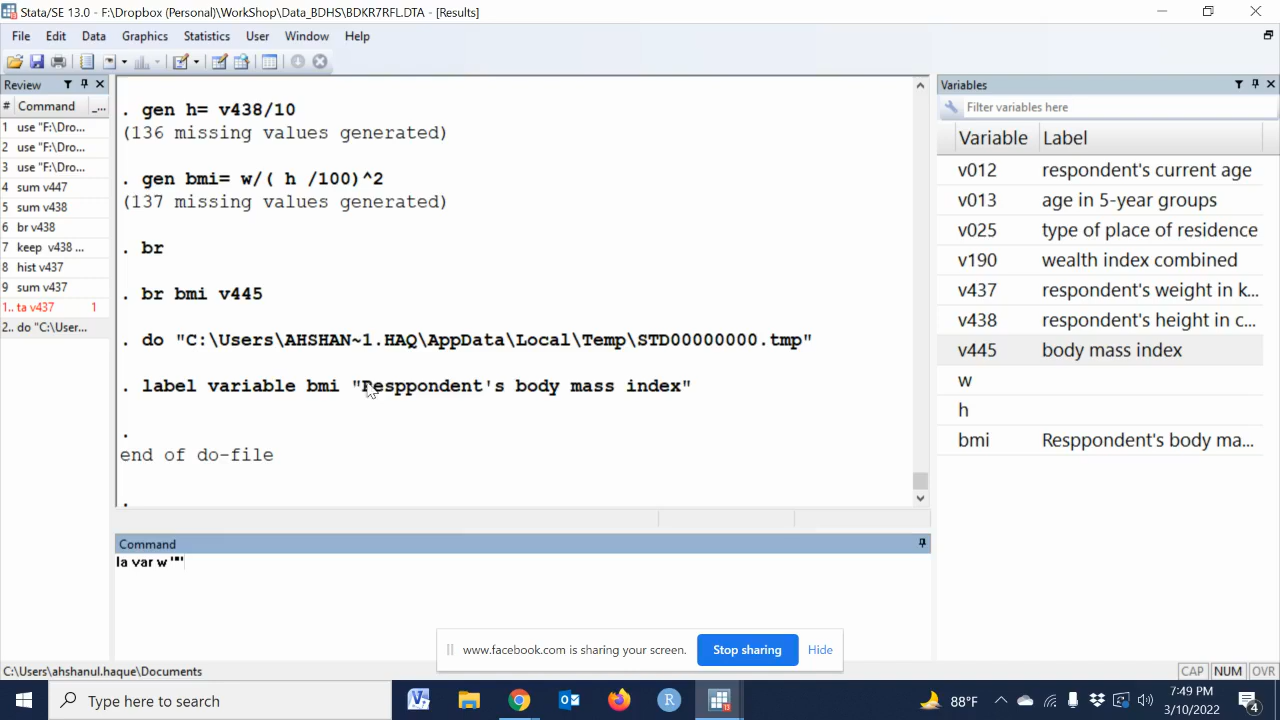 Stata/SE 13.0 - F:\Dropbox (Personal)\WorkShop\Data_BDHS\BDKR7RFL.DTA - [Results]
File Edit Data Graphics Statistics User Window Help
Review
# Command _...
1 use "F:\Dro...
2 use "F:\Dro...
3 use "F:\Dro...
4 sum v447
5 sum v438
6 br v438
7 keep v438 ...
8 hist v437
9 sum v437
1.. ta v437 1
2.. do "C:\User...
. gen h= v438/10
(136 missing values generated)
. gen bmi= w/( h /100)^2
(137 missing values generated)
. br
. br bmi v445
. do "C:\Users\AHSHAN~1.HAQ\AppData\Local\Temp\STD00000000.tmp"
. label variable bmi "Resppondent's body mass index"
.
end of do-file
.
Command
la var w ""
Variables
Filter variables here
Variable Label
v012 respondent's current age
v013 age in 5-year groups
v025 type of place of residence
v190 wealth index combined
v437 respondent's weight in k...
v438 respondent's height in c...
v445 body mass index
w
h
bmi Resppondent's body ma...
www.facebook.com is sharing your screen. Stop sharing Hide
C:\Users\ahshanul.haque\Documents
CAP NUM OVR
Type here to search
88°F
7:49 PM
3/10/2022
4